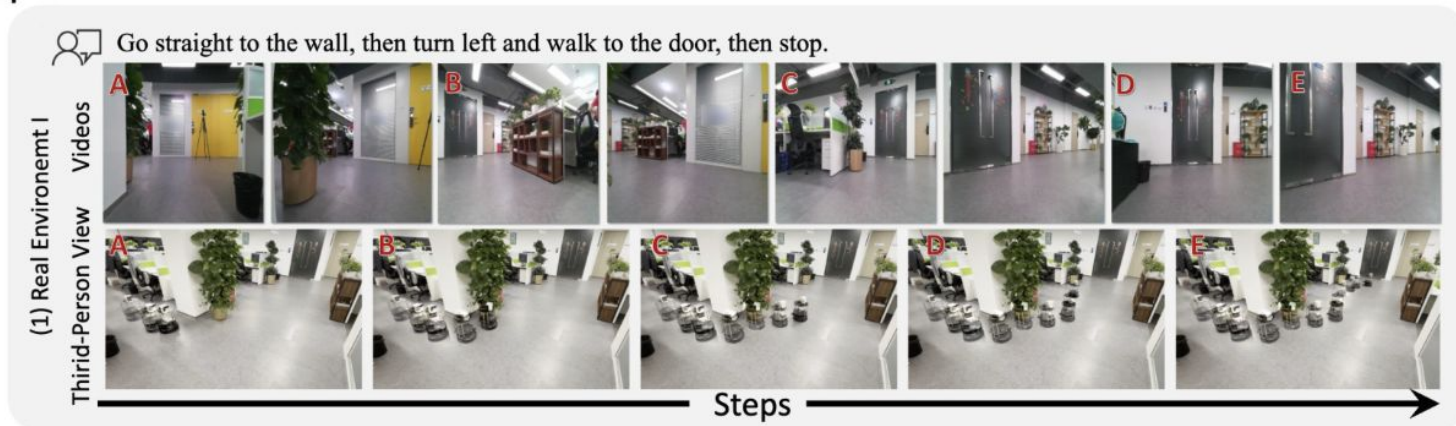 Go straight to the wall, then turn left and walk to the door, then stop.
(1) Real Environemt I
Videos
A
B
C
D
E
Thirid-Person View
A
B
C
D
E
Steps